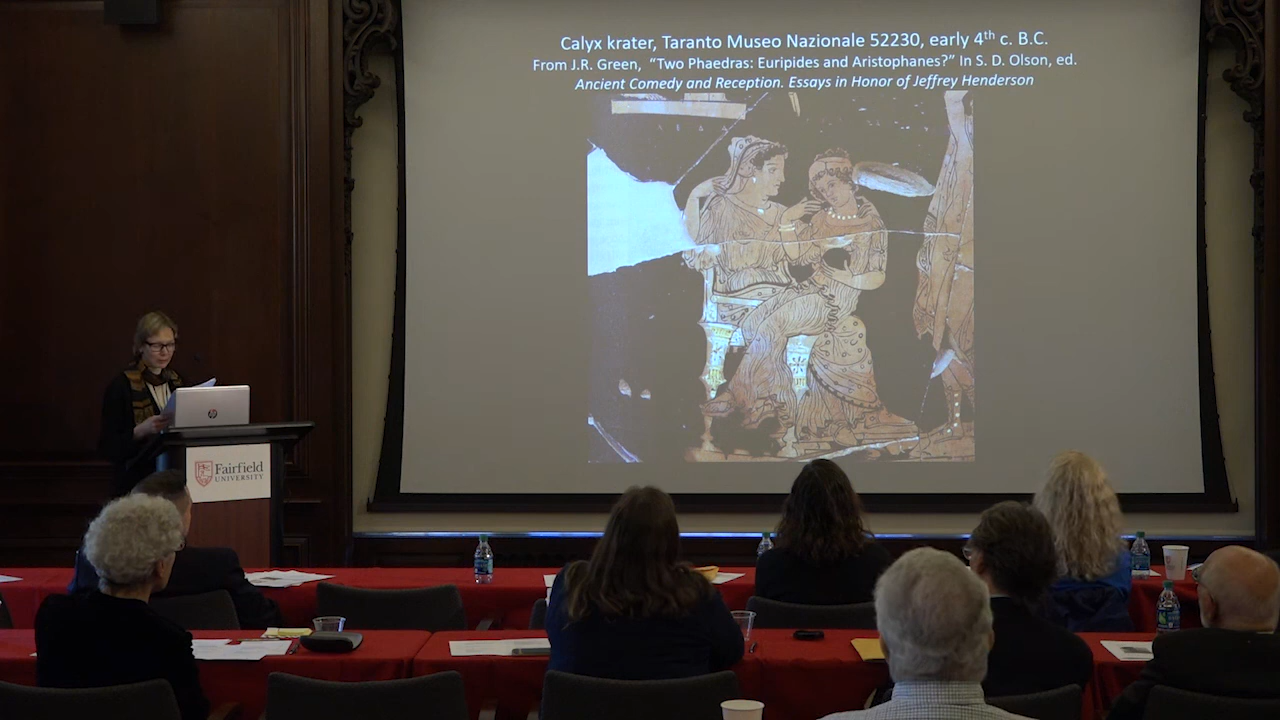 Calyx krater, Taranto Museo Nazionale 52230, early 4th c. B.C.
From J.R. Green, “Two Phaedras: Euripides and Aristophanes?” In S. D. Olson, ed.
Ancient Comedy and Reception. Essays in Honor of Jeffrey Henderson
hp
Fairfield
UNIVERSITY